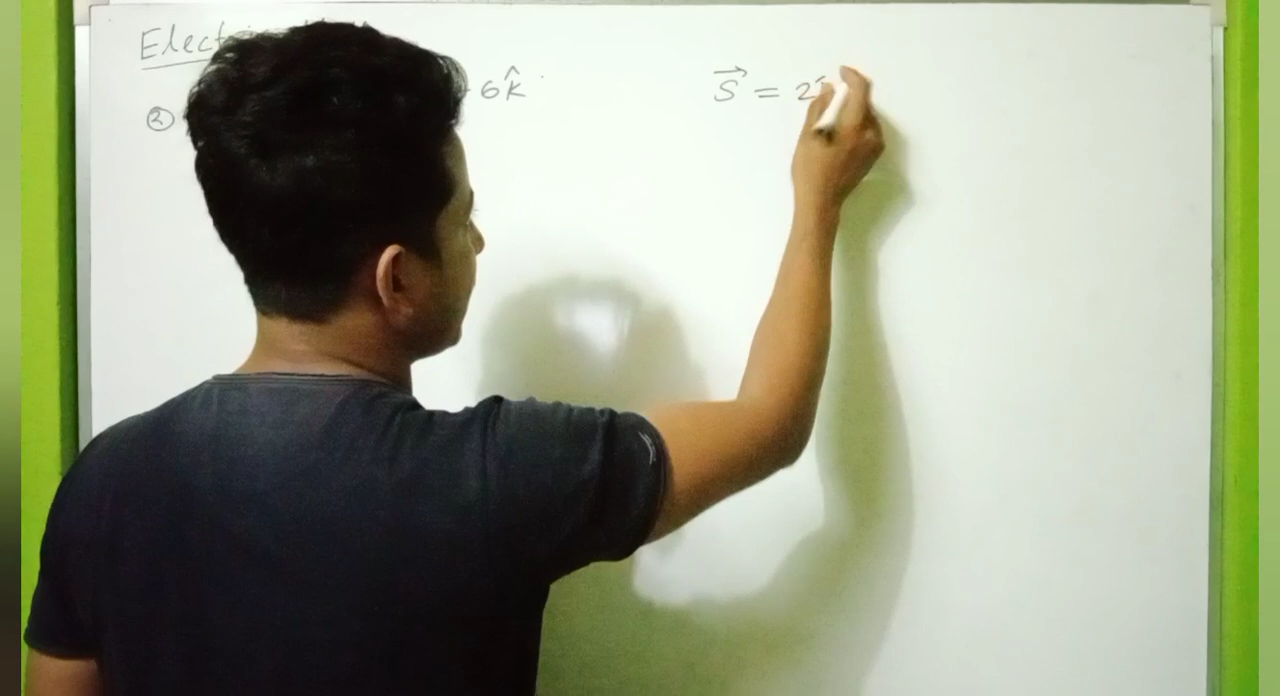 Elect
② 6k̂ S⃗ = 2